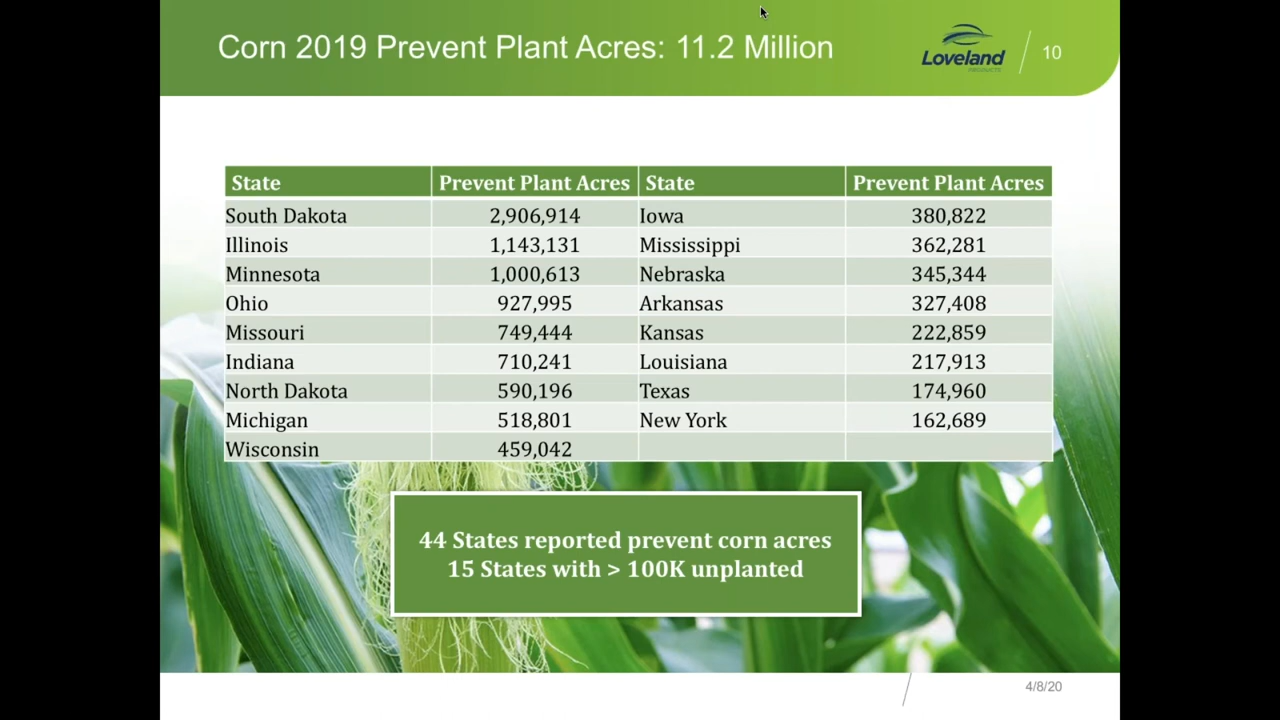 Corn 2019 Prevent Plant Acres: 11.2 Million
Loveland
PRODUCTS
10
State Prevent Plant Acres State Prevent Plant Acres
South Dakota 2,906,914 Iowa 380,822
Illinois 1,143,131 Mississippi 362,281
Minnesota 1,000,613 Nebraska 345,344
Ohio 927,995 Arkansas 327,408
Missouri 749,444 Kansas 222,859
Indiana 710,241 Louisiana 217,913
North Dakota 590,196 Texas 174,960
Michigan 518,801 New York 162,689
Wisconsin 459,042
44 States reported prevent corn acres
15 States with > 100K unplanted
4/8/20